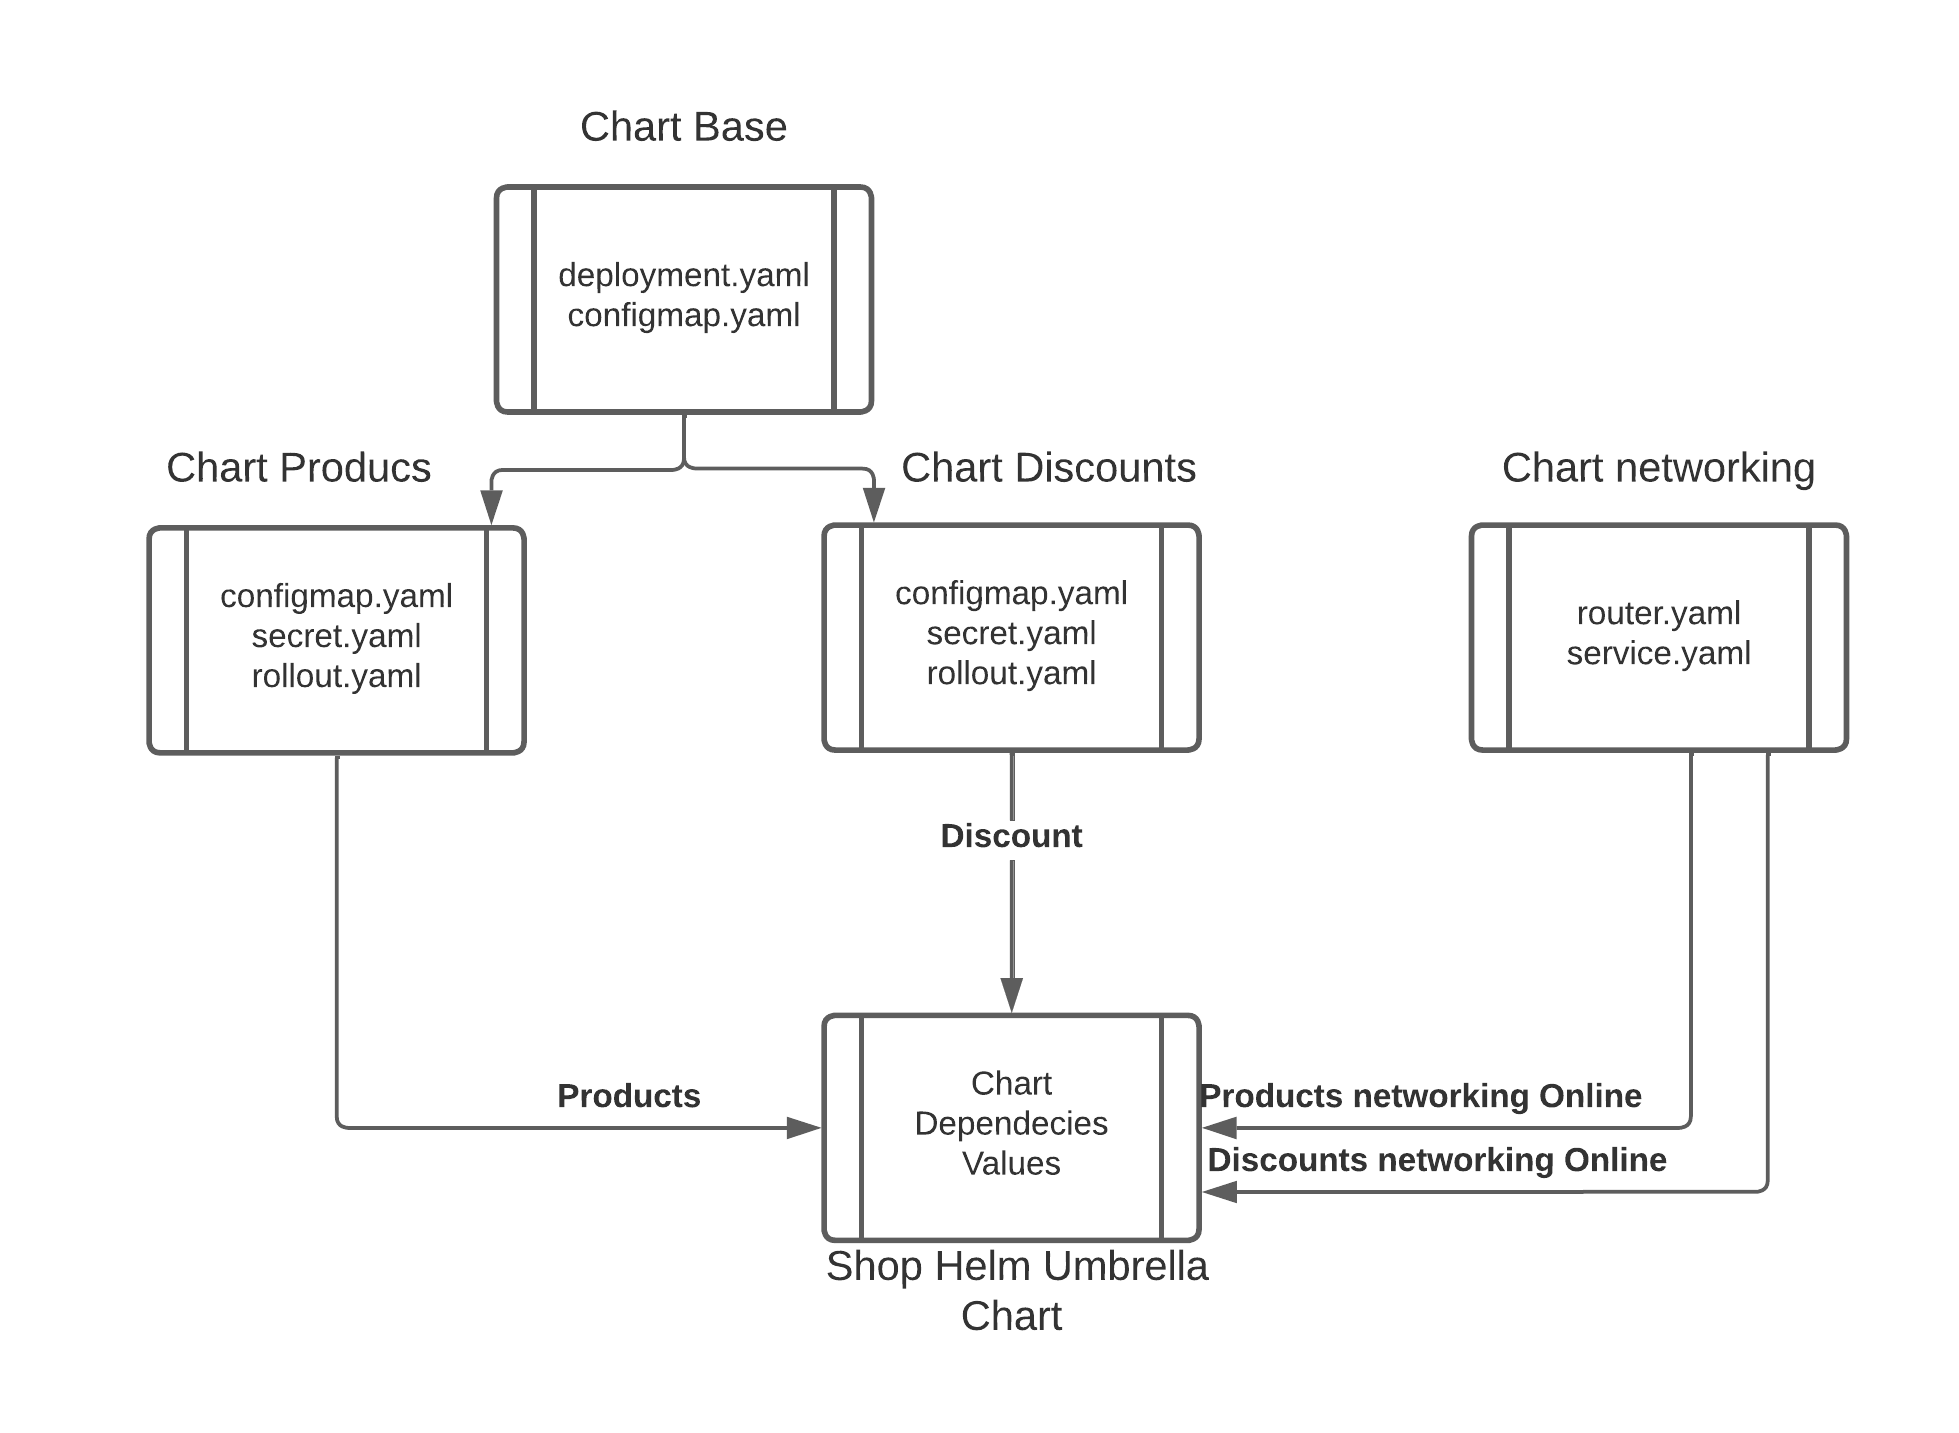 Chart Base
deployment.yaml
configmap.yaml
Chart Producs
Chart Discounts
Chart networking
configmap.yaml
secret.yaml
rollout.yaml
configmap.yaml
secret.yaml
rollout.yaml
router.yaml
service.yaml
Discount
Products
Chart
Dependecies
Values
Products networking Online
Discounts networking Online
Shop Helm Umbrella
Chart